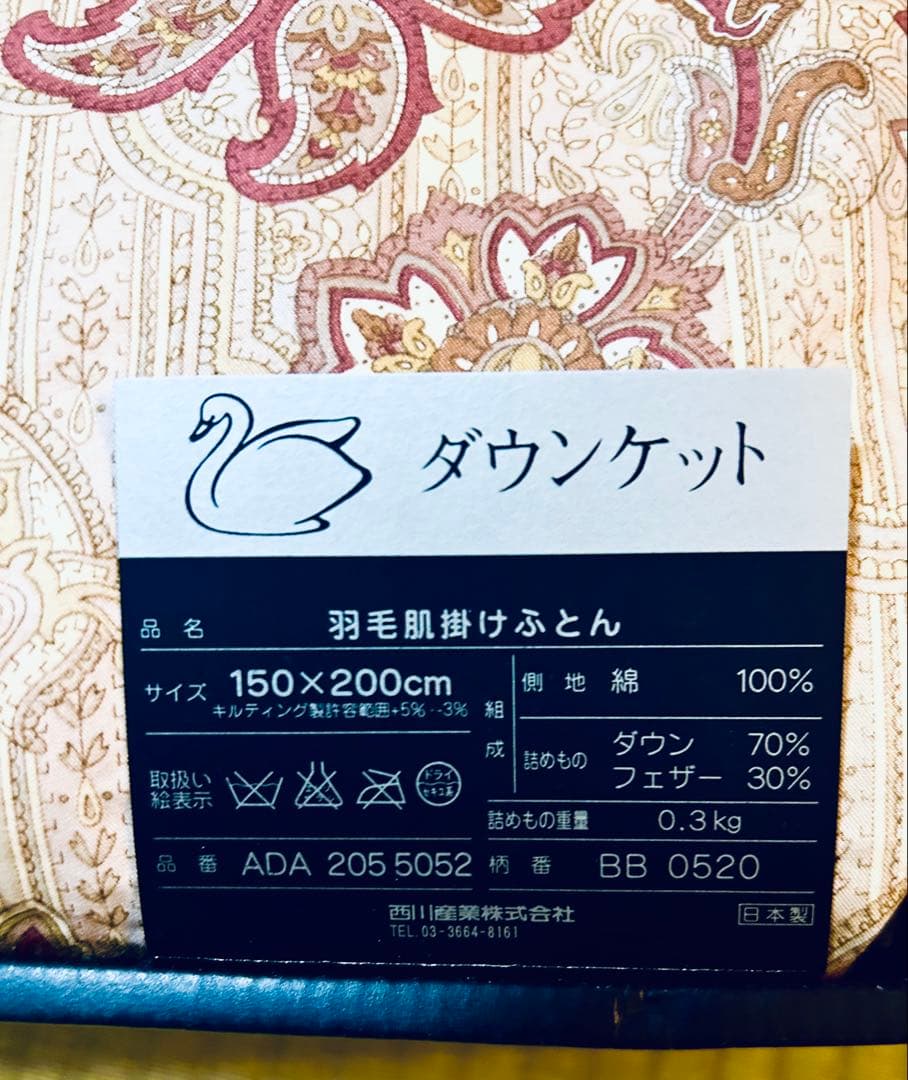 ダウンケット
品名 羽毛肌掛けふとん
サイズ 150×200cm
キルティング製許容範囲+5%--3%
組成
側地 綿 100%
詰めもの ダウン 70%
フェザー 30%
取扱い
絵表示
ドライ
セキユ系
詰めもの重量 0.3kg
品番 ADA 205 5052
柄番 BB 0520
西川産業株式会社
TEL.03-3664-8161
日本製